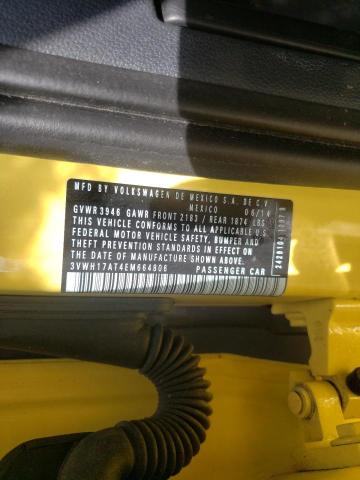 MFD BY VOLKSWAGEN DE MEXICO S.A. DE C.V.
MEXICO 06/14
GVWR3946 GAWR FRONT 2183 / REAR 1874 LBS
THIS VEHICLE CONFORMS TO ALL APPLICABLE U.S.
FEDERAL MOTOR VEHICLE SAFETY, BUMPER AND
THEFT PREVENTION STANDARDS IN EFFECT ON
THE DATE OF MANUFACTURE SHOWN ABOVE
3VWH17AT4EM664806 PASSENGER CAR